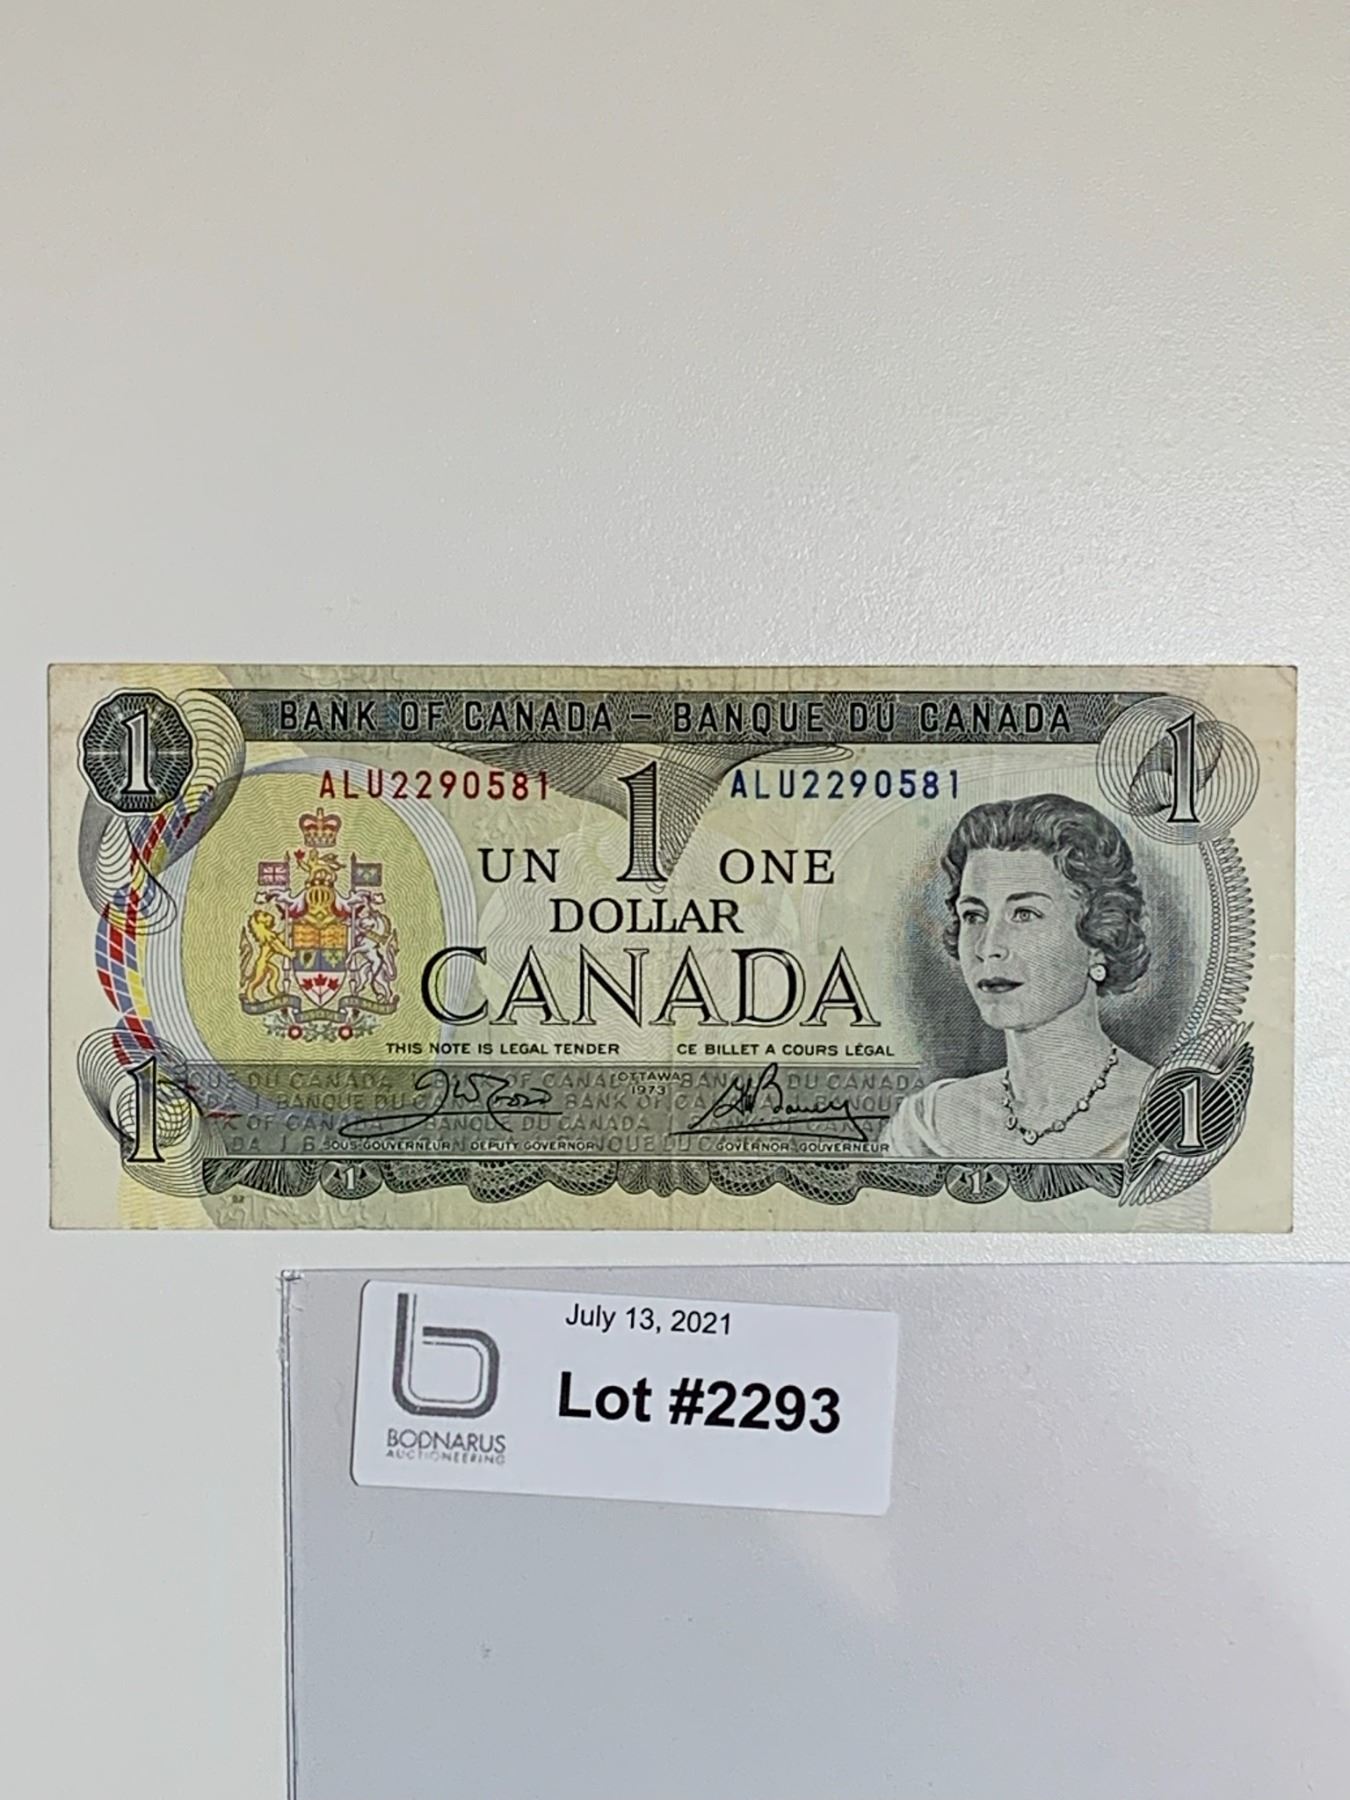 BANK OF CANADA – BANQUE DU CANADA
1
1
ALU2290581
1
ALU2290581
UN
ONE
DOLLAR
CANADA
THIS NOTE IS LEGAL TENDER
CE BILLET A COURS LÉGAL
OTTAWA
1973
SOUS-GOUVERNEUR
DEPUTY GOVERNOR
GOVERNOR - GOUVERNEUR
1
1
1
1
July 13, 2021
Lot #2293
b
BODNARUS
AUCTIONEERING